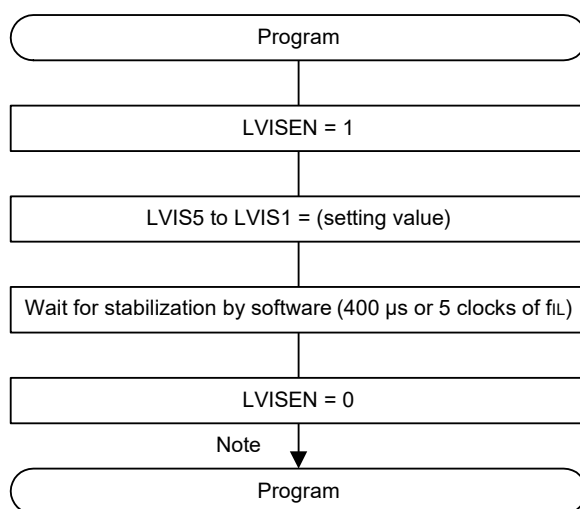 Program
LVISEN = 1
LVIS5 to LVIS1 = (setting value)
Wait for stabilization by software (400 µs or 5 clocks of fIL)
LVISEN = 0
Note
Program